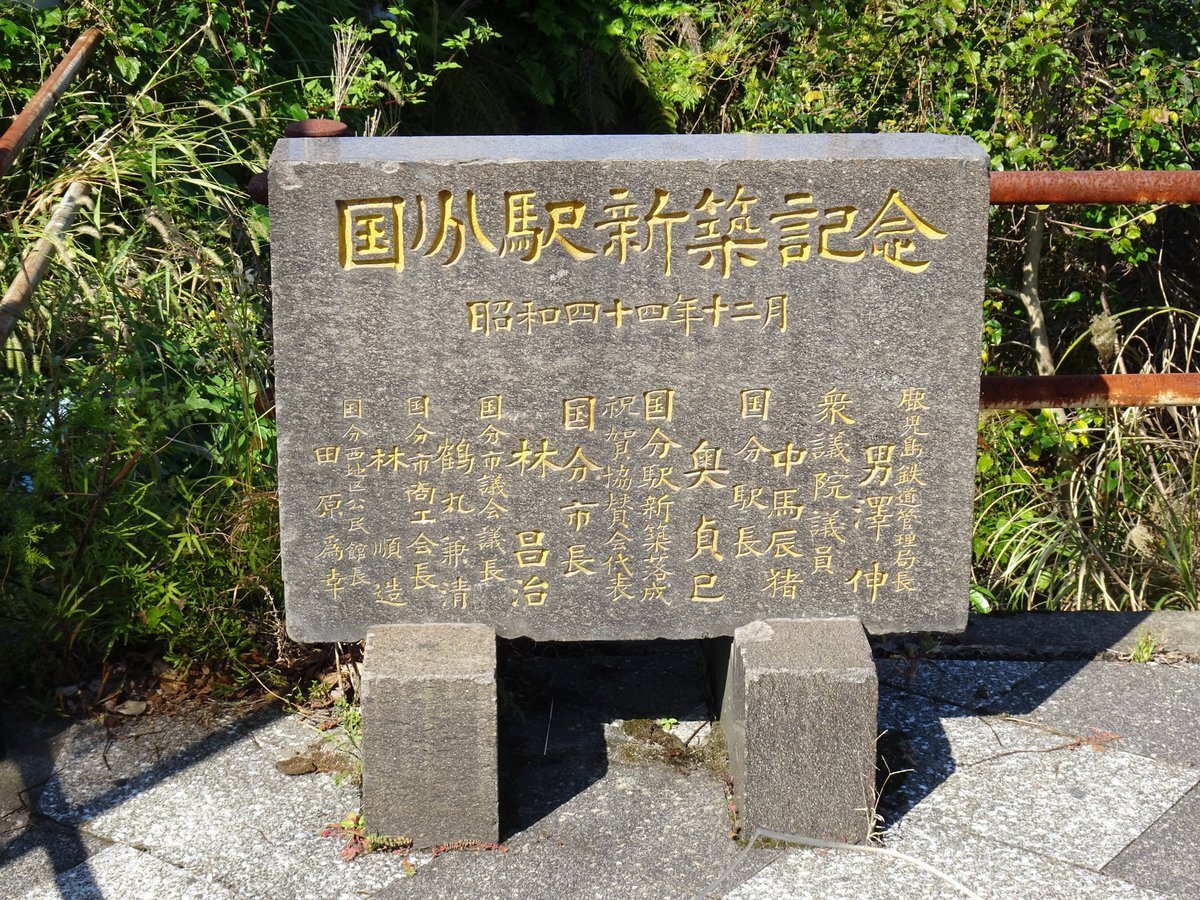 国分駅新築記念
昭和四十四年十二月
鹿児島鉄道管理局長
男澤伸
衆議院議員
中馬辰猪
国分駅長
奥貞巳
国分駅新築落成
祝賀協賛会代表
国分市長
林昌治
国分市議会議長
鶴丸兼清
国分市商工会長
林順造
国分西地区公民館長
田原為幸